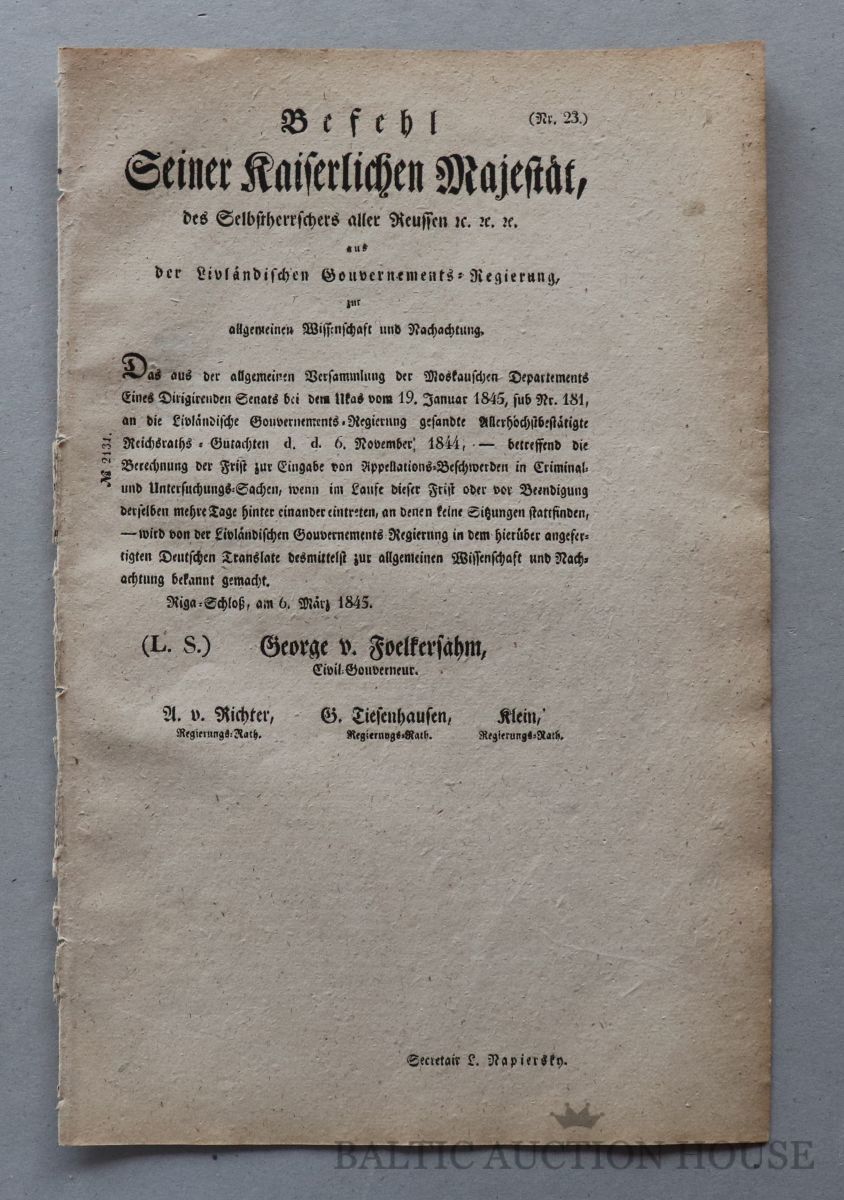 Befehl (Nr. 23.)
Seiner Kaiserlichen Majestät,
des Selbstherrschers aller Reussen ꝛc. ꝛc. ꝛc.
aus
der Livländischen Gouvernements-Regierung,
zur
allgemeinen Wissenschaft und Nachachtung.
Das aus der allgemeinen Versammlung der Moskauschen Departements
Eines Dirigirenden Senats bei dem Ukas vom 19. Januar 1845, sub Nr. 181,
an die Livländische Gouvernements-Regierung gesandte Allerhöchstbestätigte
Reichsraths-Gutachten d. d. 6. November 1844, — betreffend die
Berechnung der Frist zur Eingabe von Appellations-Beschwerden in Criminal-
und Untersuchungs-Sachen, wenn im Laufe dieser Frist oder vor Beendigung
derselben mehre Tage hinter einander eintreten, an denen keine Sitzungen stattfinden,
— wird von der Livländischen Gouvernements-Regierung in dem hierüber angefer-
tigten Deutschen Translate desmittelst zur allgemeinen Wissenschaft und Nach-
achtung bekannt gemacht.
№ 2131.
Riga-Schloß, am 6. März 1845.
(L. S.) George v. Foelkersahm,
Civil-Gouverneur.
A. v. Richter, G. Tiesenhausen, Klein,
Regierungs-Rath. Regierungs-Rath. Regierungs-Rath.
Secretair L. Napiersky.
BALTIC AUCTION HOUSE